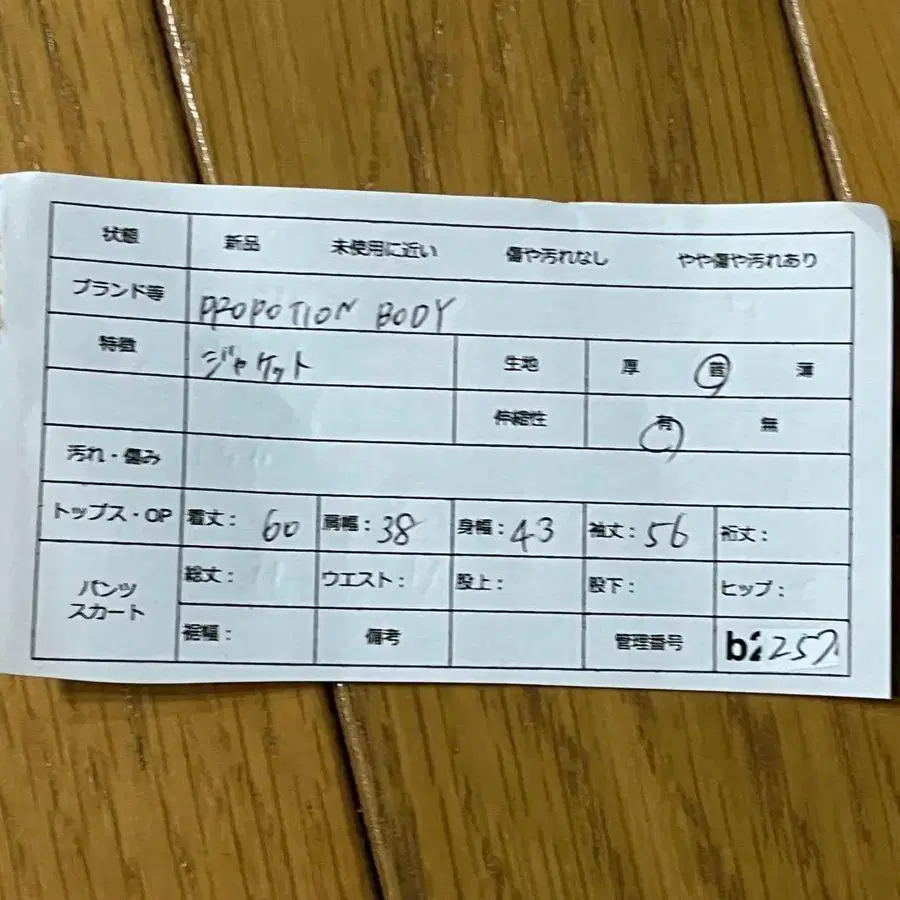 状態 新品 未使用に近い 傷や汚れなし やや傷や汚れあり
ブランド等 PROPOTION BODY
特徴 ジャケット 生地 厚 普 薄
伸縮性 有 無
汚れ・傷み
トップス・OP 着丈: 60 肩幅: 38 身幅: 43 袖丈: 56 裄丈:
パンツ スカート 総丈: ウエスト: 股上: 股下: ヒップ:
裾幅: 備考 管理番号